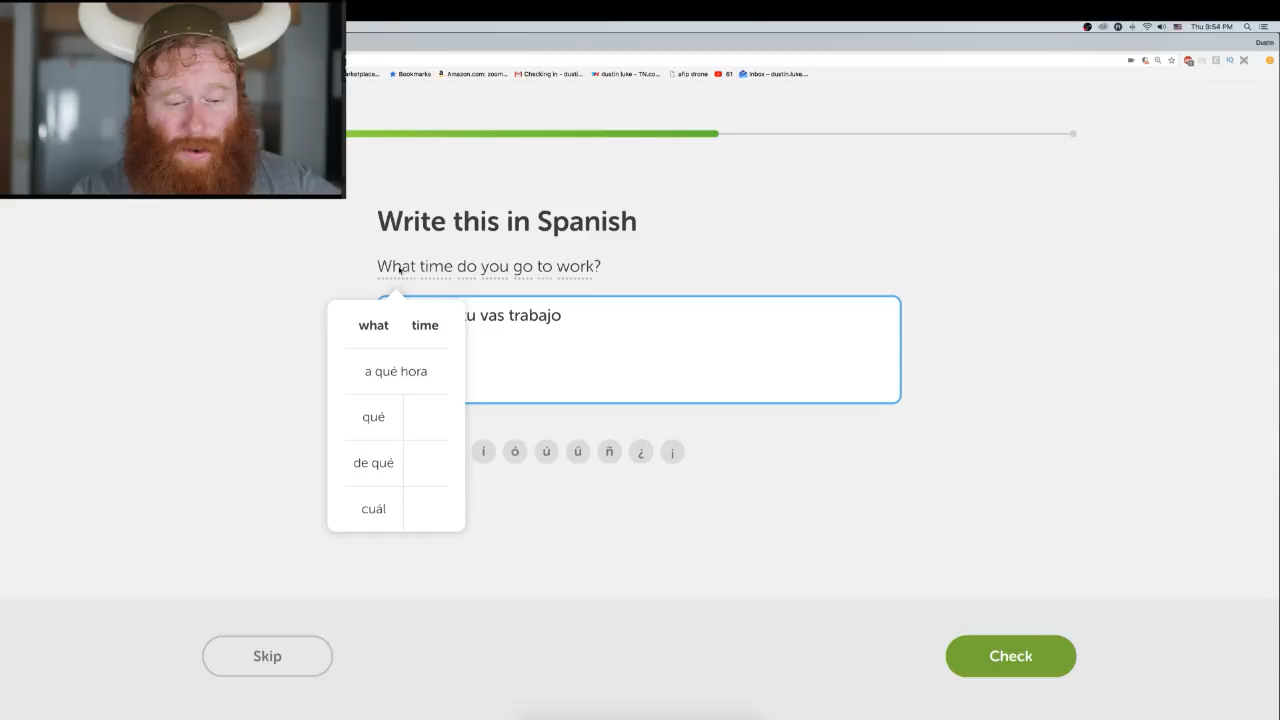 Thu 9:54 PM
Dustin
arketplace... Bookmarks Amazon.com: zoom... Checking in - dusti... dustin luke - TN.co... afip drone 61 Inbox - dustin.luke....
Write this in Spanish
What time do you go to work?
tu vas trabajo
what time
a qué hora
qué
de qué
cuál
í ó ú ü ñ ¿ ¡
Skip
Check